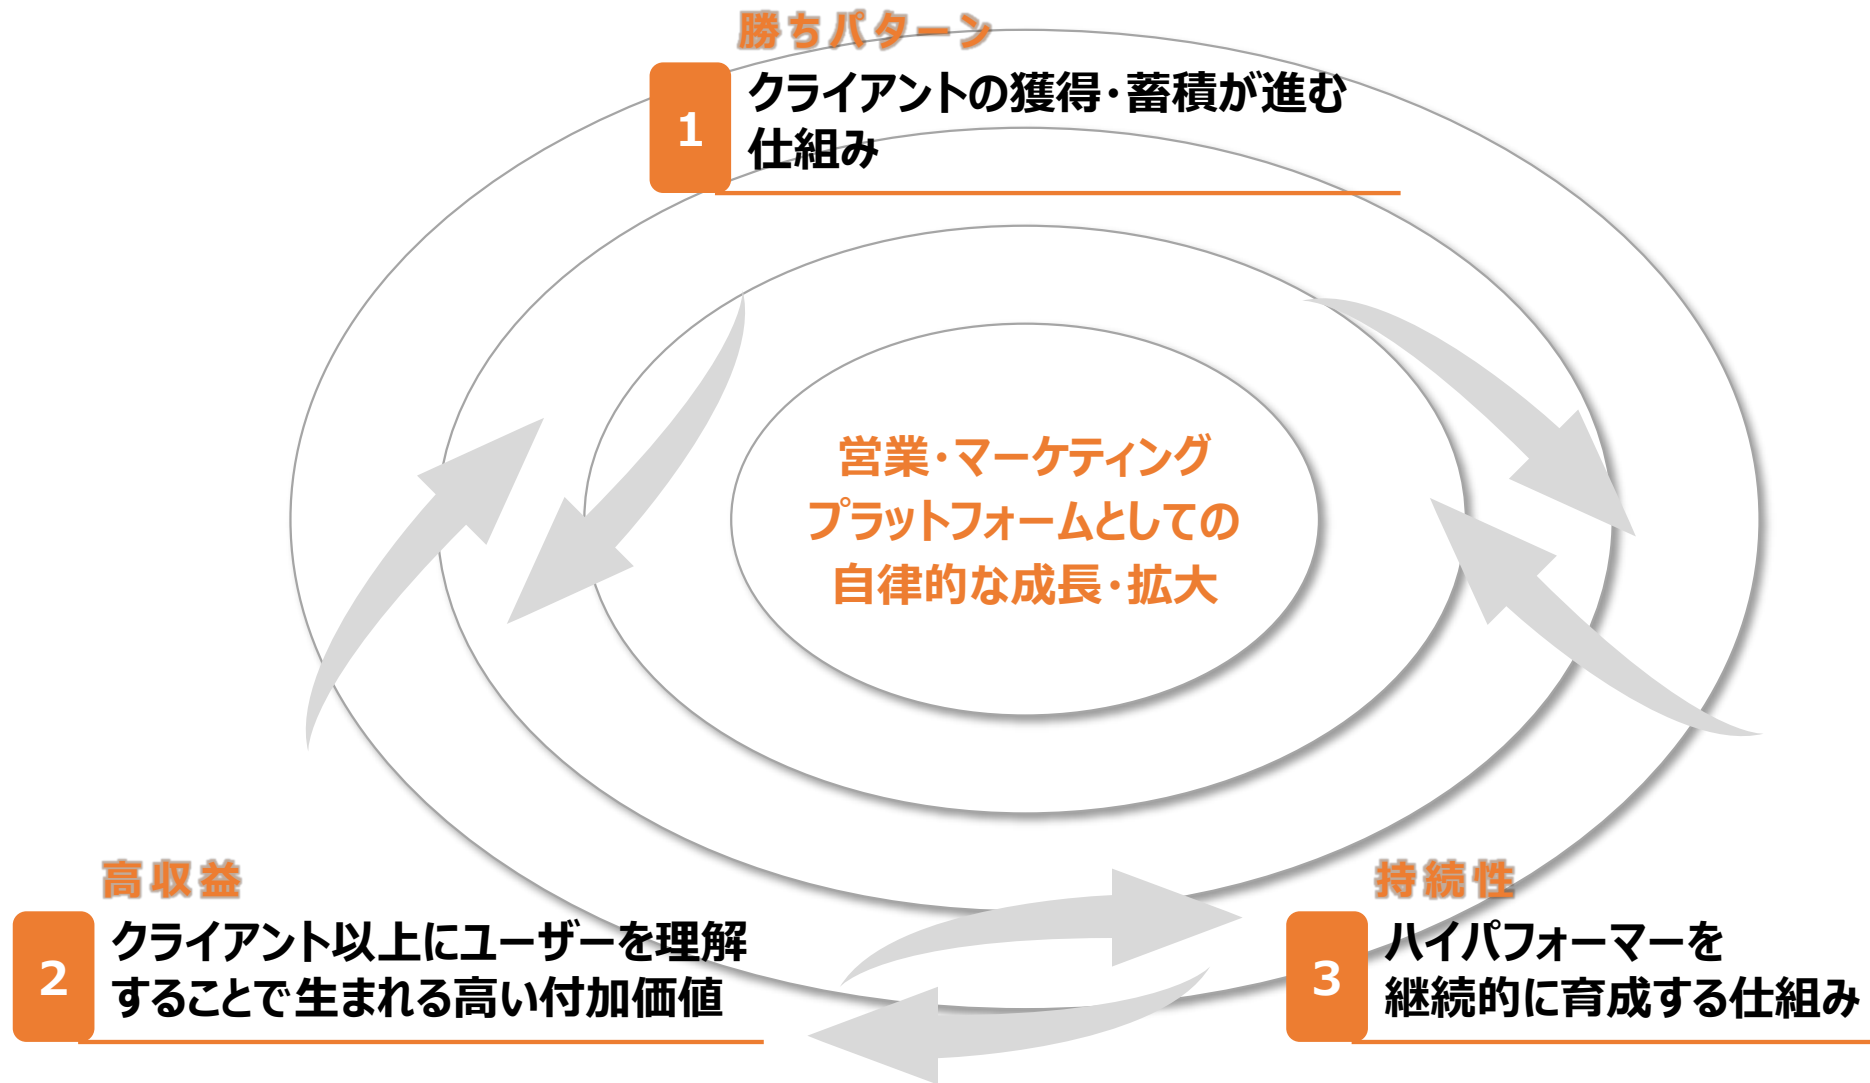 勝ちパターン
1
クライアントの獲得・蓄積が進む
仕組み
営業・マーケティング
プラットフォームとしての
自律的な成長・拡大
高収益
2
クライアント以上にユーザーを理解
することで生まれる高い付加価値
持続性
3
ハイパフォーマーを
継続的に育成する仕組み